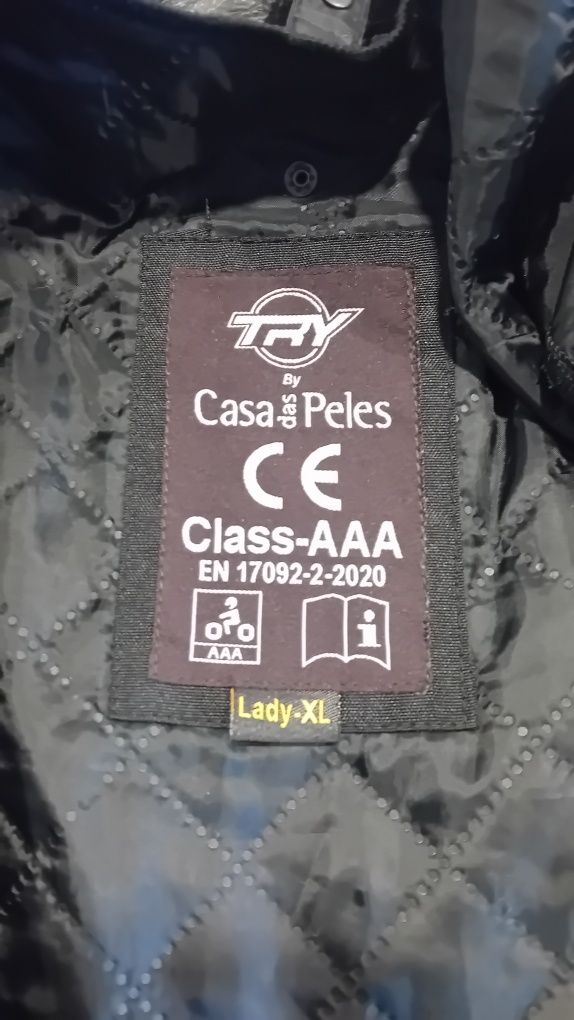 TRY
By
Casa das Peles
CE
Class-AAA
EN 17092-2-2020
AAA
i
Lady-XL